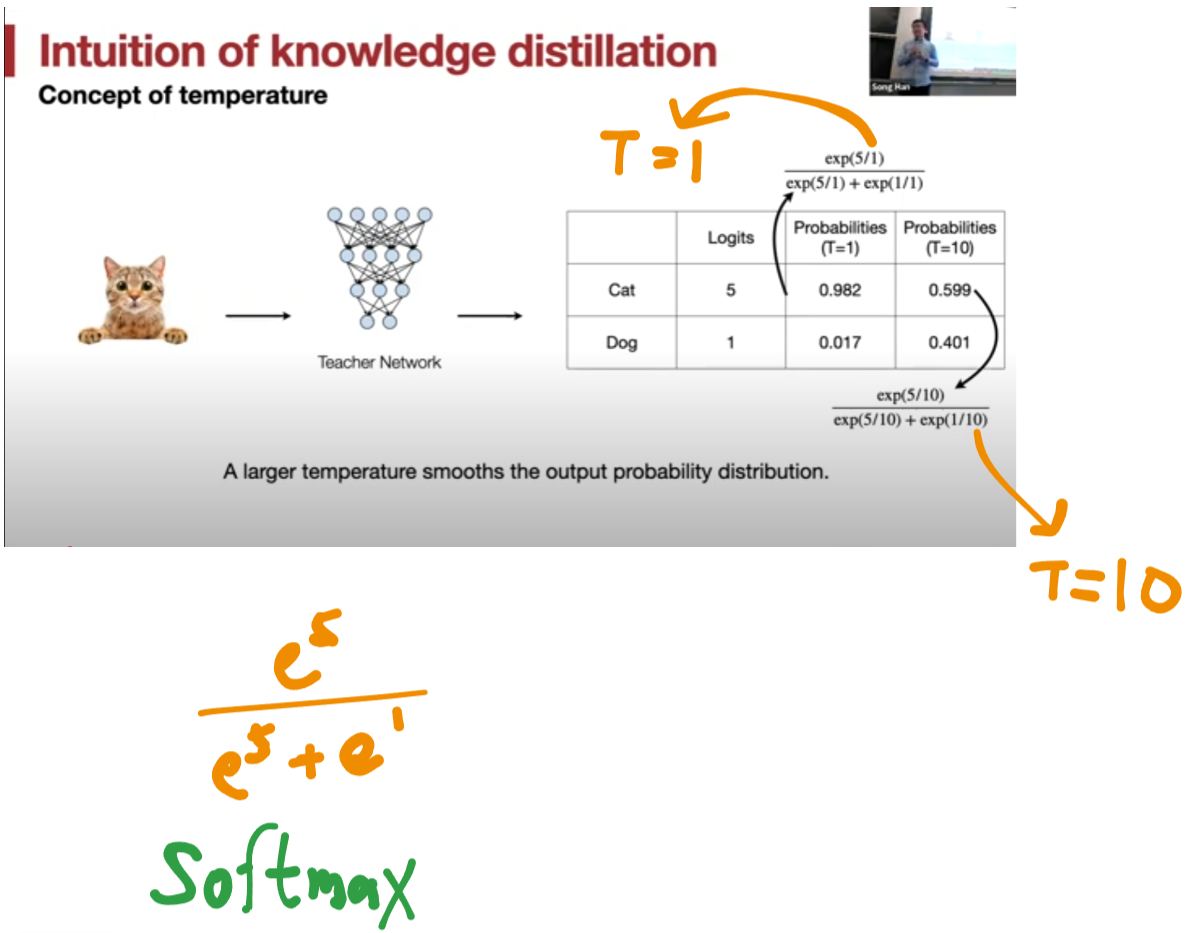 Intuition of knowledge distillation
Concept of temperature
Song Han
T=1
exp(5/1)
exp(5/1) + exp(1/1)
Logits
Probabilities (T=1)
Probabilities (T=10)
Cat 5 0.982 0.599
Dog 1 0.017 0.401
Teacher Network
exp(5/10)
exp(5/10) + exp(1/10)
A larger temperature smooths the output probability distribution.
T=10
e^5
e^5 + e^1
Softmax